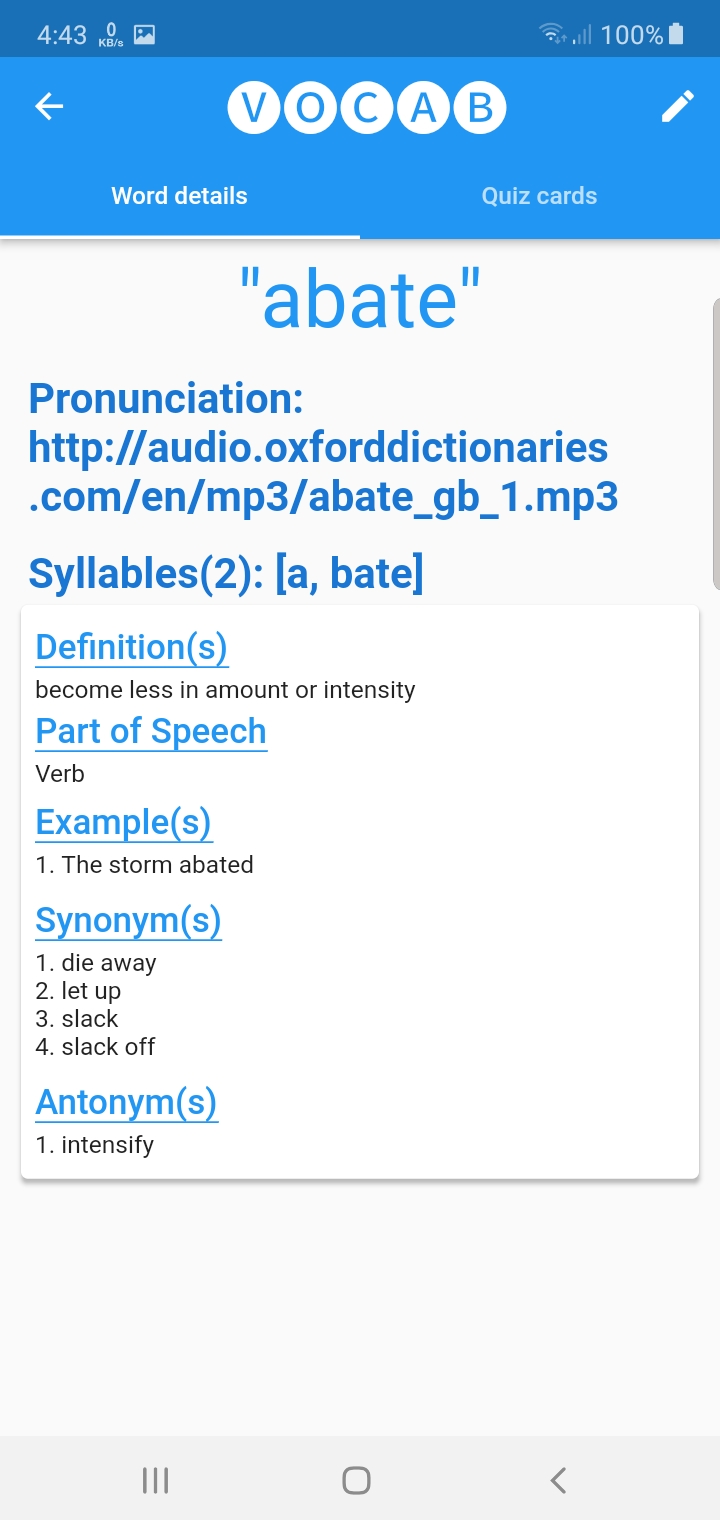 4:43 0 KB/s 100%
VOCAB
Word details Quiz cards
"abate"
Pronunciation:
http://audio.oxforddictionaries
.com/en/mp3/abate_gb_1.mp3
Syllables(2): [a, bate]
Definition(s)
become less in amount or intensity
Part of Speech
Verb
Example(s)
1. The storm abated
Synonym(s)
1. die away
2. let up
3. slack
4. slack off
Antonym(s)
1. intensify